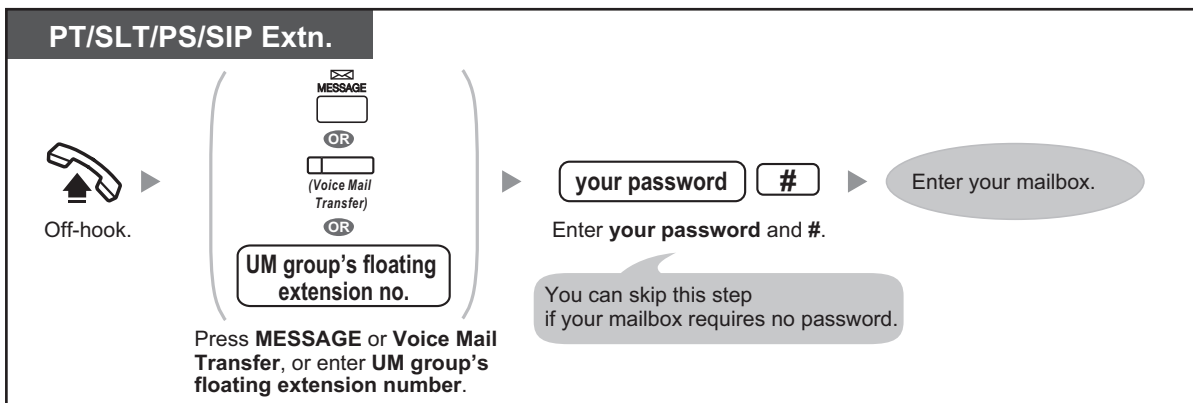 PT/SLT/PS/SIP Extn.
MESSAGE
OR
(Voice Mail
Transfer)
OR
UM group's floating
extension no.
Off-hook.
Press MESSAGE or Voice Mail
Transfer, or enter UM group's
floating extension number.
your password
#
Enter your password and #.
You can skip this step
if your mailbox requires no password.
Enter your mailbox.